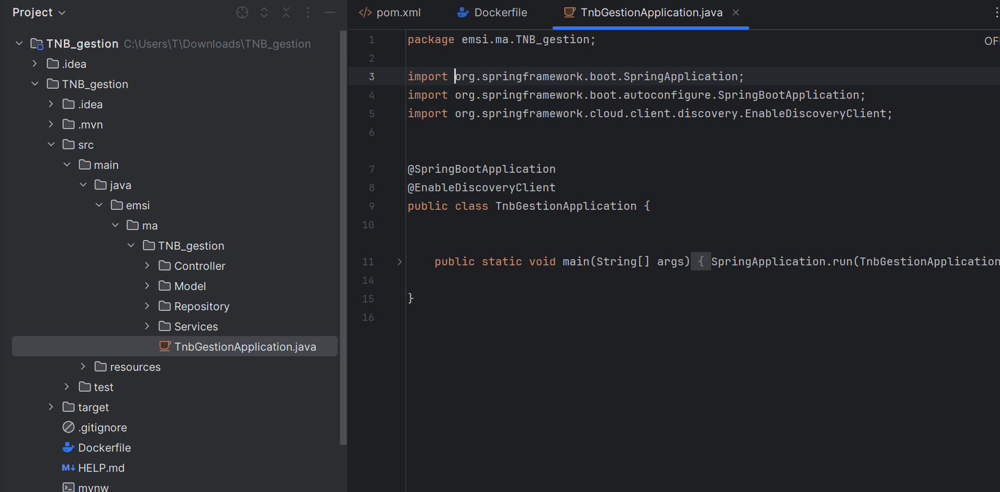 Project
TNB_gestion C:\Users\T\Downloads\TNB_gestion
.idea
TNB_gestion
.idea
.mvn
src
main
java
emsi
ma
TNB_gestion
Controller
Model
Repository
Services
TnbGestionApplication.java
resources
test
target
.gitignore
Dockerfile
M↓ HELP.md
mvnw
</> pom.xml
Dockerfile
TnbGestionApplication.java
OF
1 package emsi.ma.TNB_gestion;
2
3 import org.springframework.boot.SpringApplication;
4 import org.springframework.boot.autoconfigure.SpringBootApplication;
5 import org.springframework.cloud.client.discovery.EnableDiscoveryClient;
6
7 @SpringBootApplication
8 @EnableDiscoveryClient
9 public class TnbGestionApplication {
10
11 public static void main(String[] args) { SpringApplication.run(TnbGestionApplication
14
15 }
16